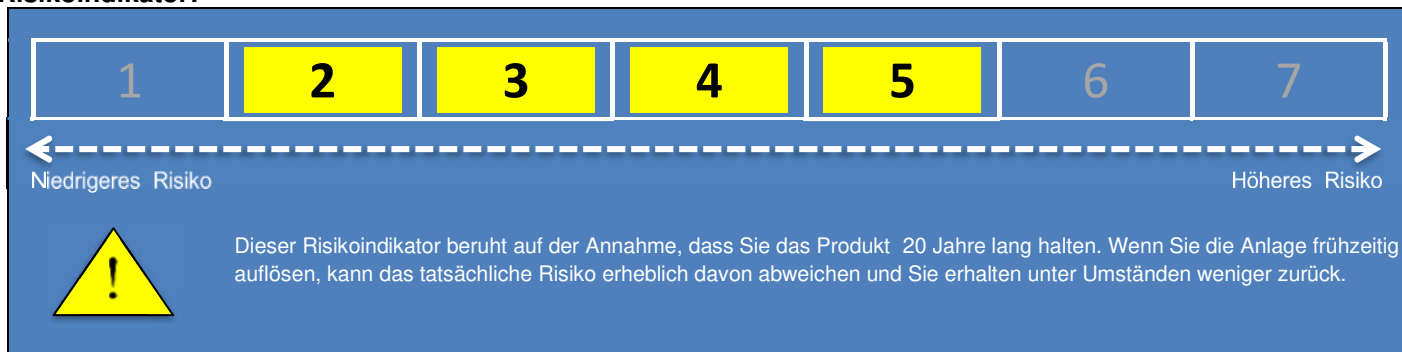 Risikoindikator:
1 2 3 4 5 6 7
Niedrigeres Risiko Höheres Risiko
!
Dieser Risikoindikator beruht auf der Annahme, dass Sie das Produkt 20 Jahre lang halten. Wenn Sie die Anlage frühzeitig
auflösen, kann das tatsächliche Risiko erheblich davon abweichen und Sie erhalten unter Umständen weniger zurück.